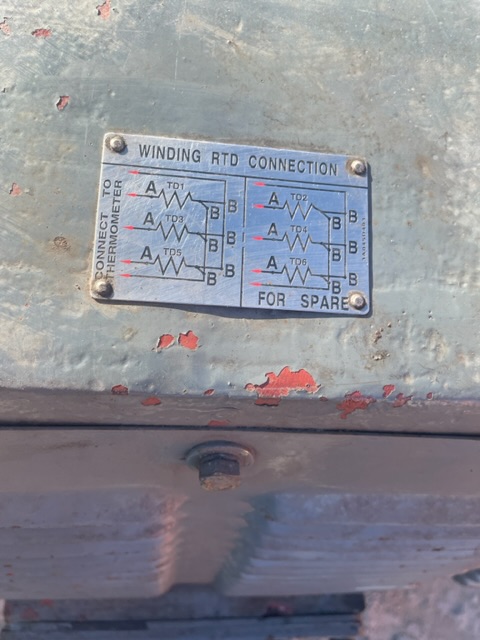 WINDING RTD CONNECTION
CONNECT TO
THERMOMETER
A TD1 B
B
A TD3 B
B
A TD5 B
B
TD2 B
A B
TD4 B
A B
TD6 B
A B
FOR SPARE